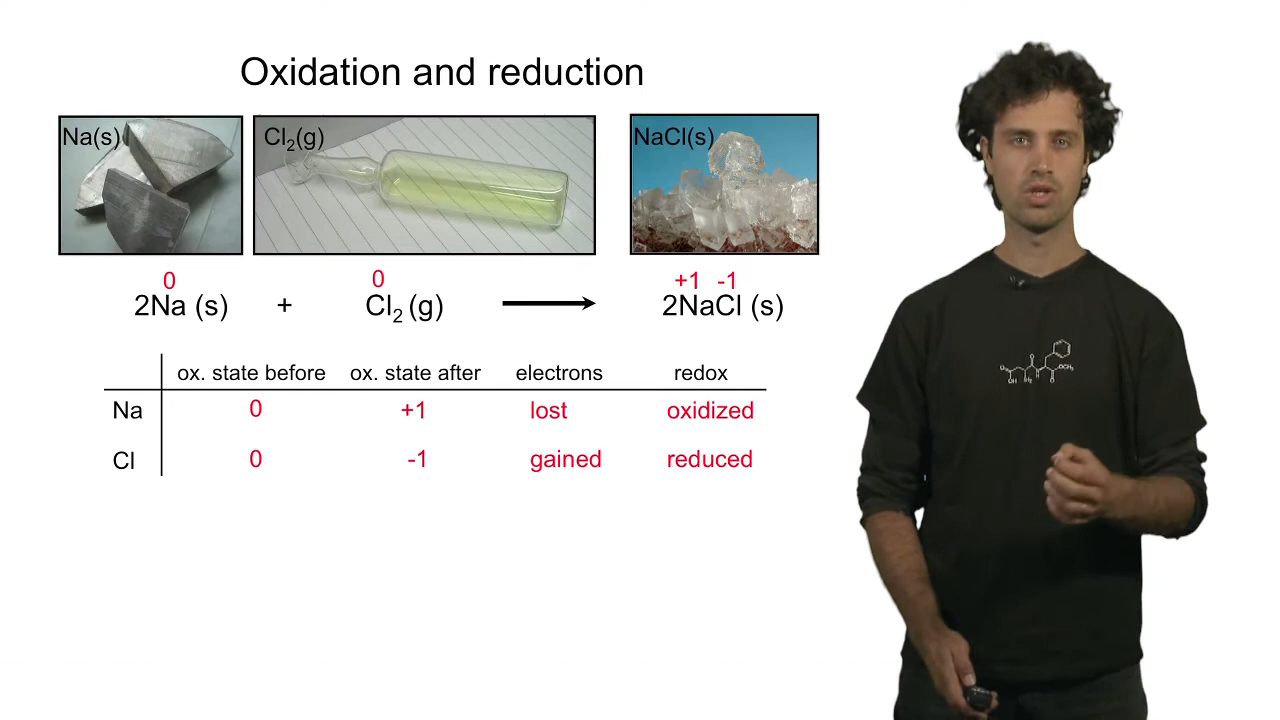 Oxidation and reduction
Na(s) Cl₂(g) NaCl(s)
0 0 +1 -1
2Na (s) + Cl₂ (g) → 2NaCl (s)
ox. state before ox. state after electrons redox
Na 0 +1 lost oxidized
Cl 0 -1 gained reduced